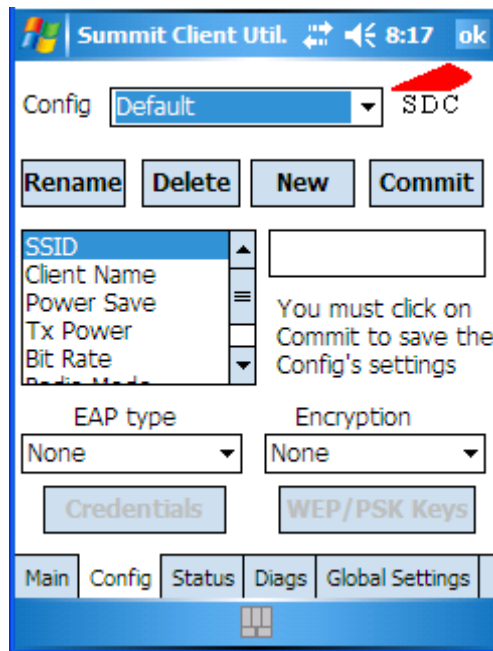 Summit Client Util. 8:17 ok
Config Default SDC
Rename Delete New Commit
SSID
Client Name
Power Save
Tx Power
Bit Rate
Radio Mode
You must click on
Commit to save the
Config's settings
EAP type Encryption
None None
Credentials WEP/PSK Keys
Main Config Status Diags Global Settings